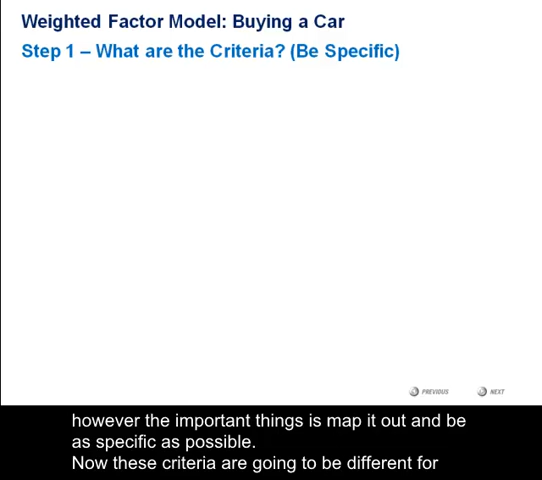 Weighted Factor Model: Buying a Car
Step 1 – What are the Criteria? (Be Specific)
PREVIOUS NEXT
however the important things is map it out and be
as specific as possible.
Now these criteria are going to be different for